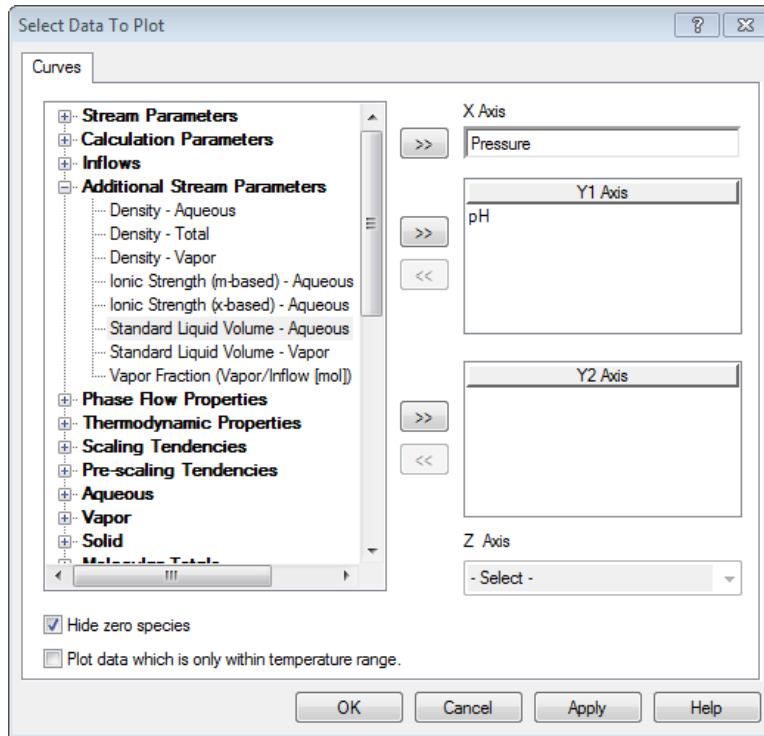 Select Data To Plot
Curves
Stream Parameters
Calculation Parameters
Inflows
Additional Stream Parameters
Density - Aqueous
Density - Total
Density - Vapor
Ionic Strength (m-based) - Aqueous
Ionic Strength (x-based) - Aqueous
Standard Liquid Volume - Aqueous
Standard Liquid Volume - Vapor
Vapor Fraction (Vapor/Inflow [mol])
Phase Flow Properties
Thermodynamic Properties
Scaling Tendencies
Pre-scaling Tendencies
Aqueous
Vapor
Solid
Molecular Totals
X Axis
>>
Pressure
Y1 Axis
>>
<<
pH
Y2 Axis
>>
<<
Z Axis
- Select -
Hide zero species
Plot data which is only within temperature range.
OK Cancel Apply Help